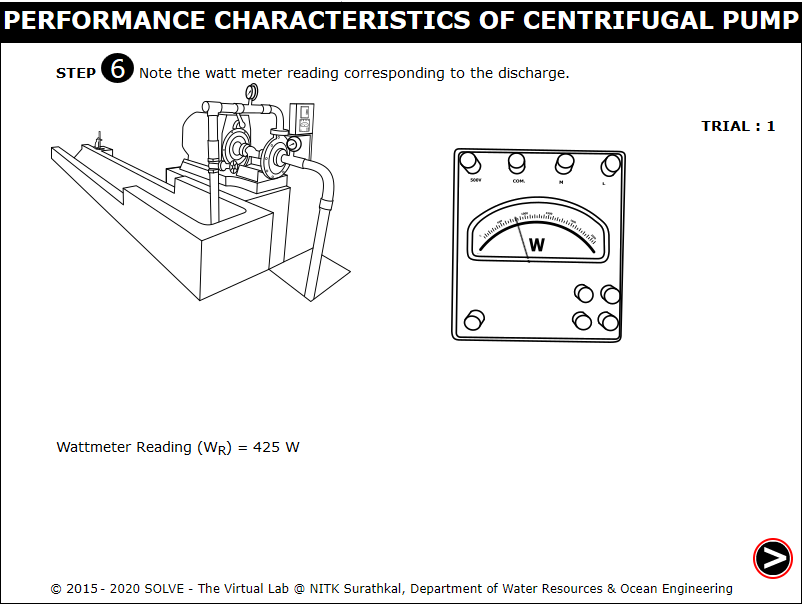 PERFORMANCE CHARACTERISTICS OF CENTRIFUGAL PUMP
STEP 6 Note the watt meter reading corresponding to the discharge.
TRIAL : 1
500V COM. M L
W
Wattmeter Reading (WR) = 425 W
>
© 2015 - 2020 SOLVE - The Virtual Lab @ NITK Surathkal, Department of Water Resources & Ocean Engineering